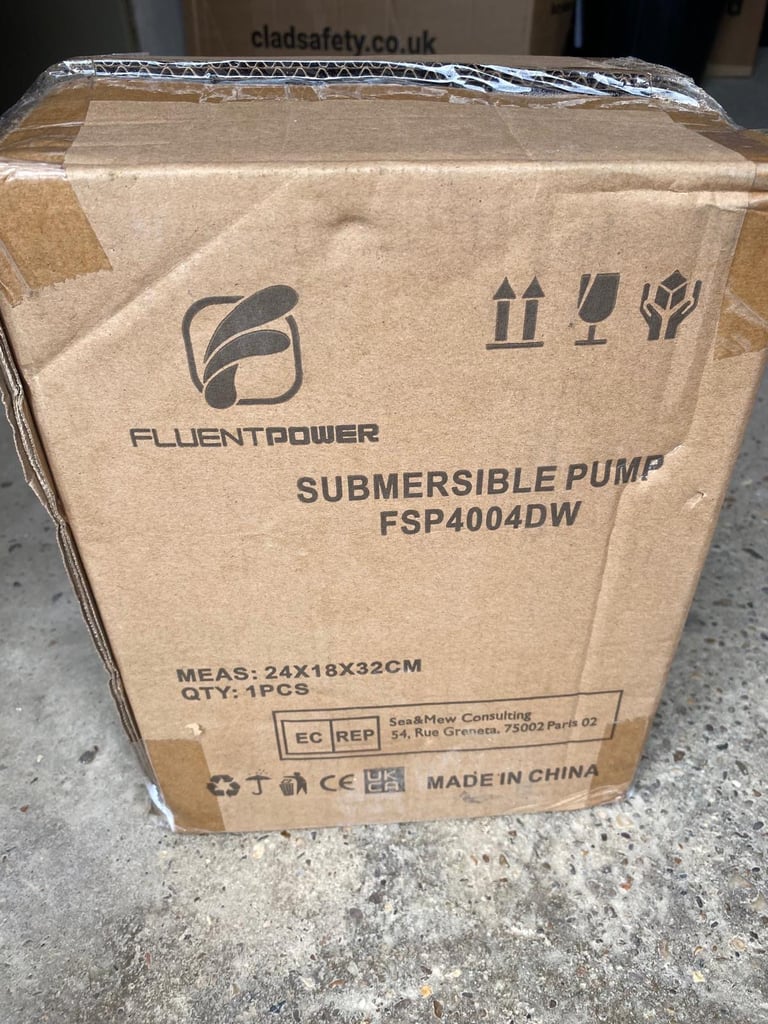 cladsafety.co.uk
FLUENTPOWER
SUBMERSIBLE PUMP
FSP4004DW
MEAS: 24X18X32CM
QTY: 1PCS
EC REP
Sea&Mew Consulting
54, Rue Greneta, 75002 Paris 02
CE UK CA MADE IN CHINA